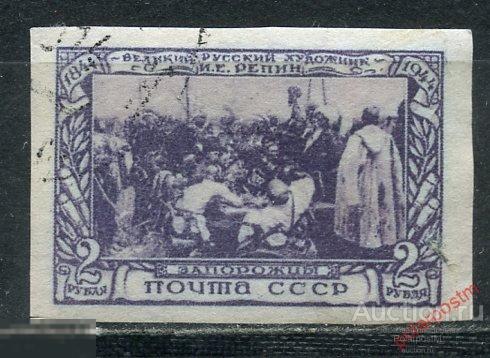 ВЕЛИКИЙ РУССКИЙ ХУДОЖНИК
И.Е. РЕПИН
1844
1944
ЗАПОРОЖЦЫ
2 РУБЛЯ
ПОЧТА СССР
2 РУБЛЯ
Auction.ru